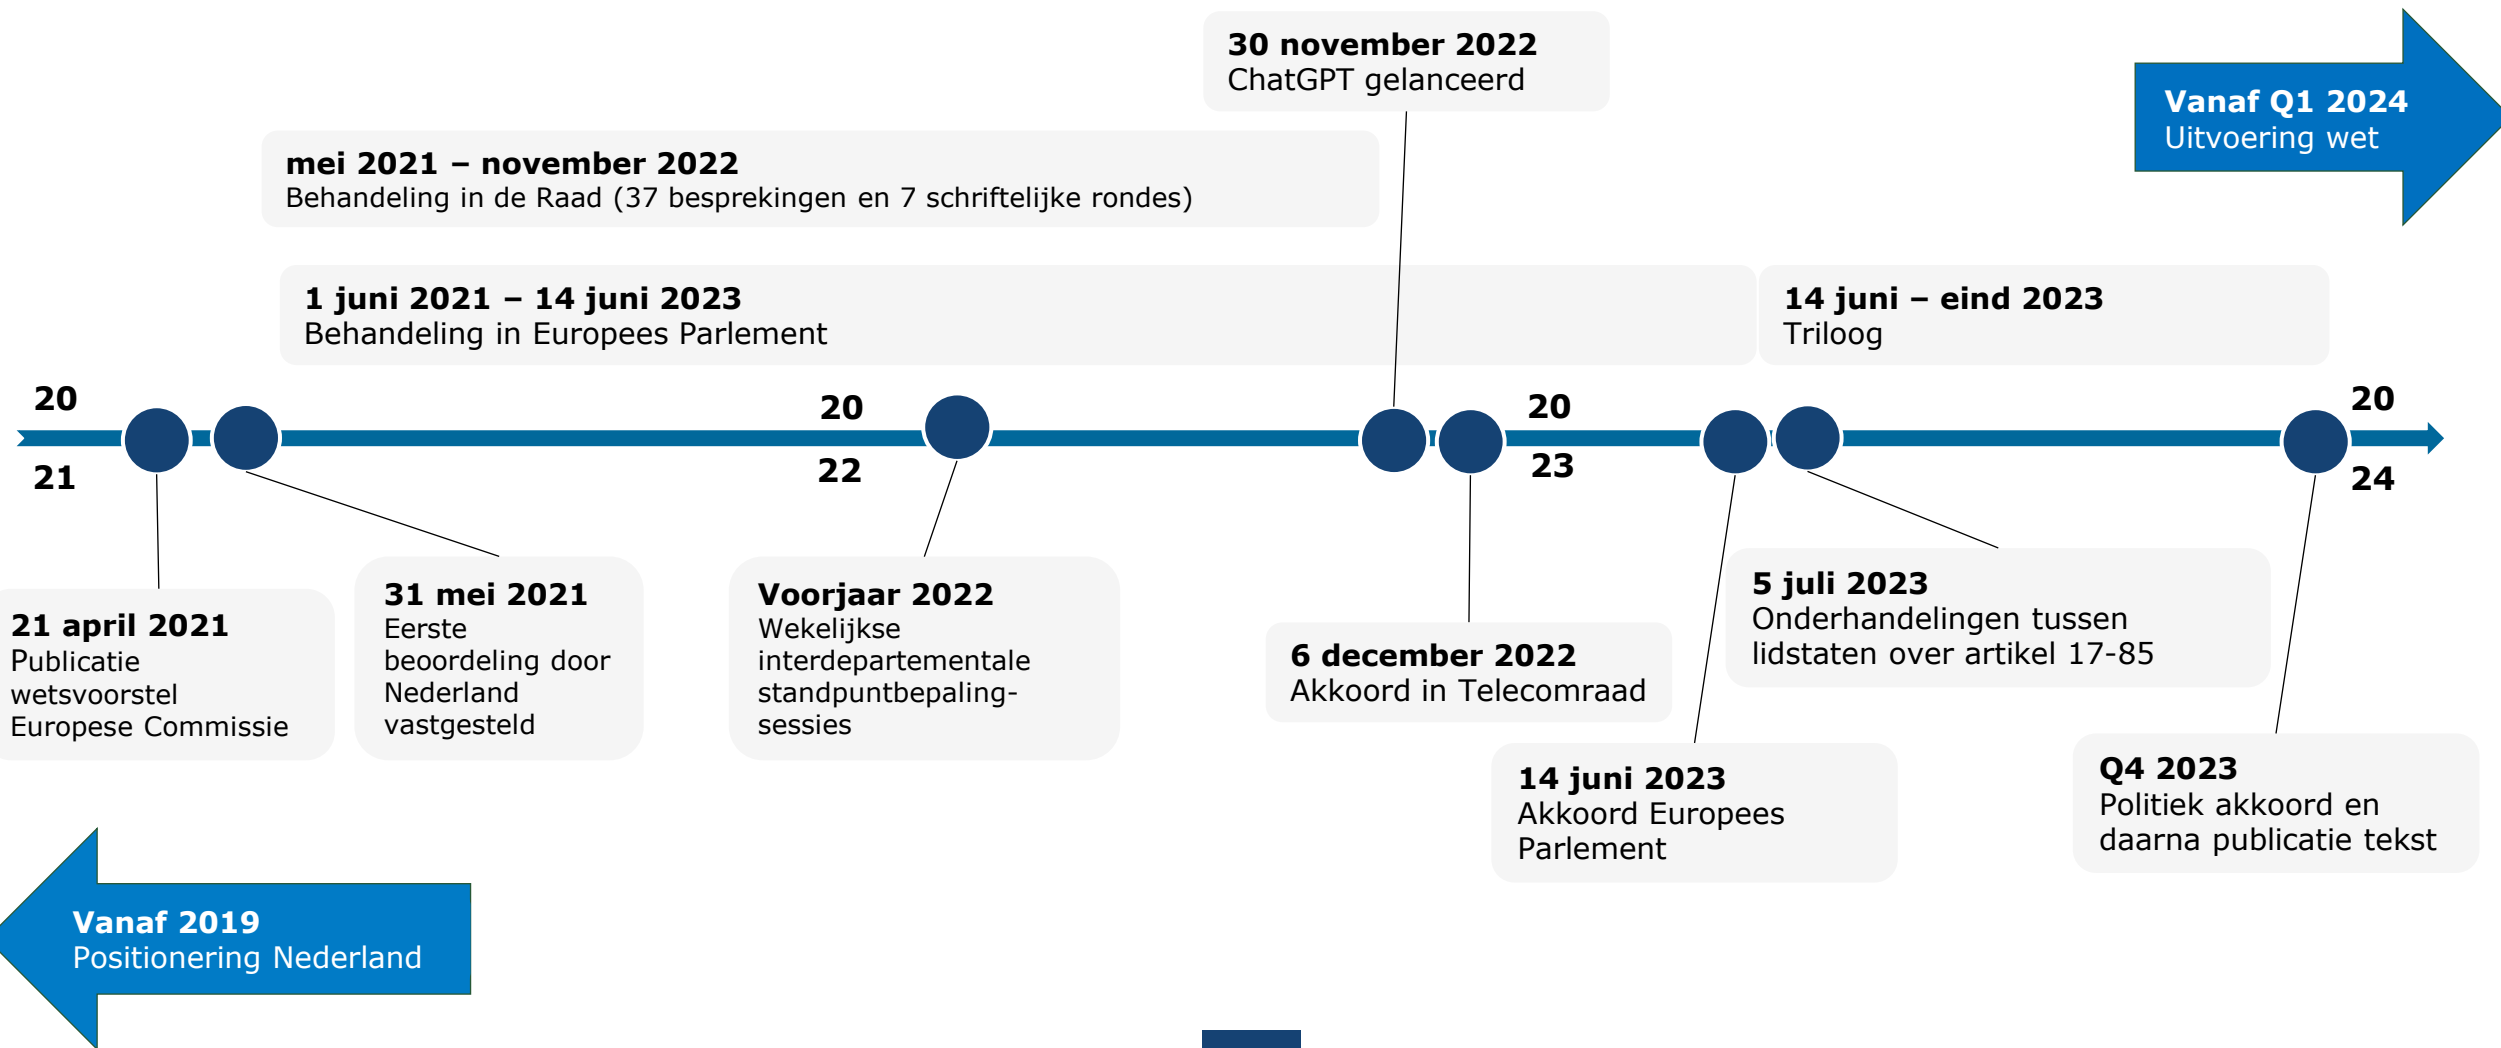 30 november 2022
ChatGPT gelanceerd
Vanaf Q1 2024
Uitvoering wet
mei 2021 – november 2022
Behandeling in de Raad (37 besprekingen en 7 schriftelijke rondes)
1 juni 2021 – 14 juni 2023
Behandeling in Europees Parlement
14 juni – eind 2023
Triloog
20
21
20
22
20
23
20
24
21 april 2021
Publicatie
wetsvoorstel
Europese Commissie
31 mei 2021
Eerste
beoordeling door
Nederland
vastgesteld
Voorjaar 2022
Wekelijkse
interdepartementale
standpuntbepaling-
sessies
6 december 2022
Akkoord in Telecomraad
14 juni 2023
Akkoord Europees
Parlement
5 juli 2023
Onderhandelingen tussen
lidstaten over artikel 17-85
Q4 2023
Politiek akkoord en
daarna publicatie tekst
Vanaf 2019
Positionering Nederland